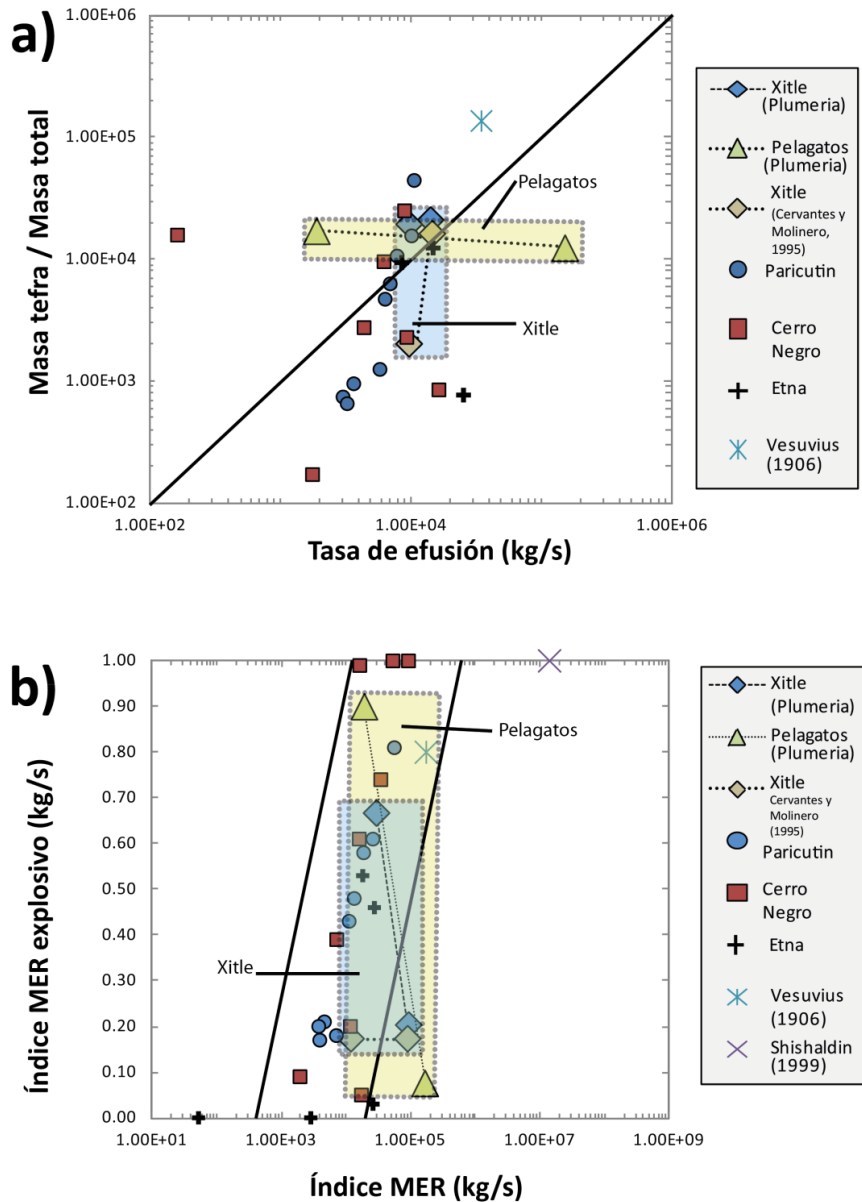 a)
Masa tefra / Masa total
1.00E+06
1.00E+05
1.00E+04
1.00E+03
1.00E+02
Pelagatos
Xitle
1.00E+02
1.00E+04
1.00E+06
Tasa de efusión (kg/s)
Xitle
(Plumeria)
Pelagatos
(Plumeria)
Xitle
(Cervantes y
Molinero,
1995)
Paricutin
Cerro
Negro
Etna
Vesuvius
(1906)
b)
Índice MER explosivo (kg/s)
1.00
0.90
0.80
0.70
0.60
0.50
0.40
0.30
0.20
0.10
0.00
Pelagatos
Xitle
1.00E+01
1.00E+03
1.00E+05
1.00E+07
1.00E+09
Índice MER (kg/s)
Xitle
(Plumeria)
Pelagatos
(Plumeria)
Xitle
Cervantes y
Molinero
(1995)
Paricutin
Cerro
Negro
Etna
Vesuvius
(1906)
Shishaldin
(1999)